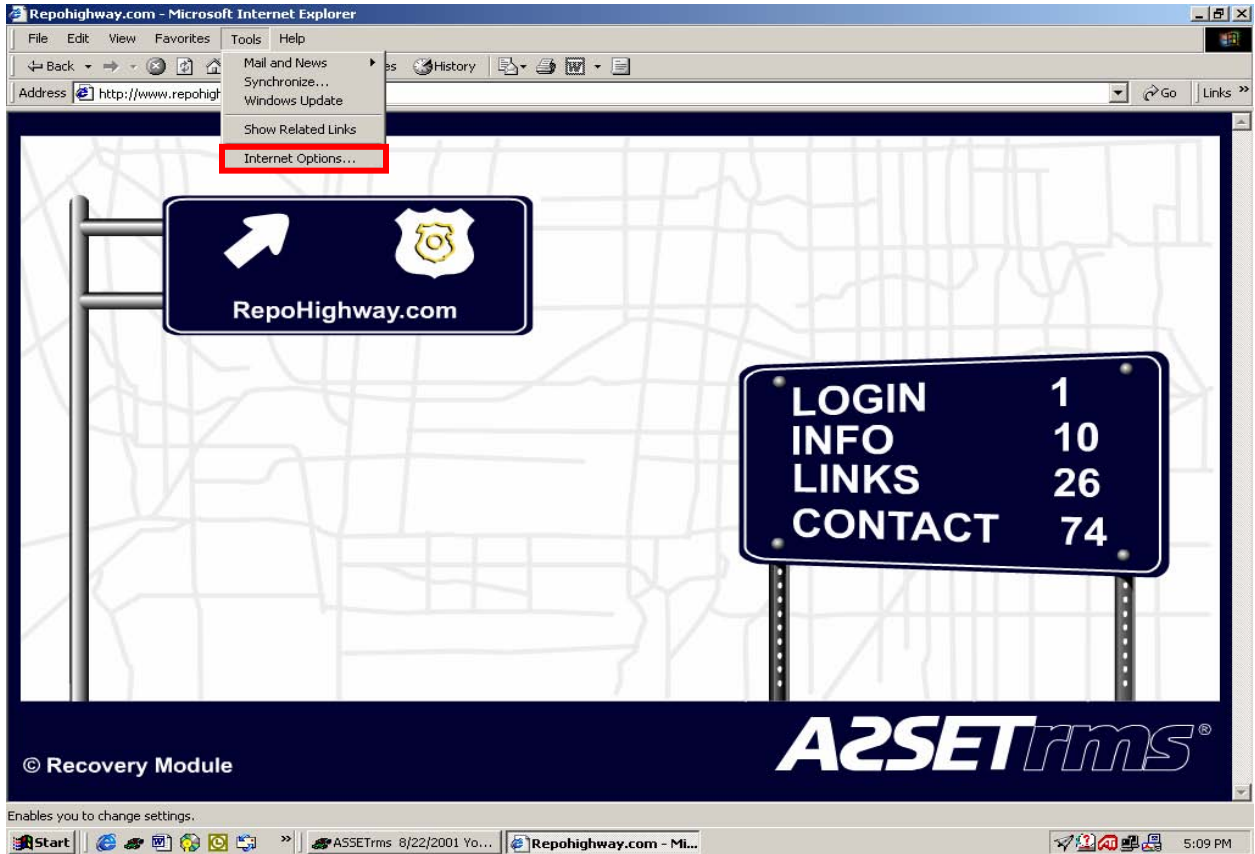 Repohighway.com - Microsoft Internet Explorer
File Edit View Favorites Tools Help
Back
History
Mail and News
Synchronize...
Windows Update
Show Related Links
Internet Options...
Address http://www.repohigh
Go Links »
RepoHighway.com
LOGIN 1
INFO 10
LINKS 26
CONTACT 74
A2SETrms®
© Recovery Module
Enables you to change settings.
Start » ASSETrms 8/22/2001 Yo... Repohighway.com - Mi... 5:09 PM